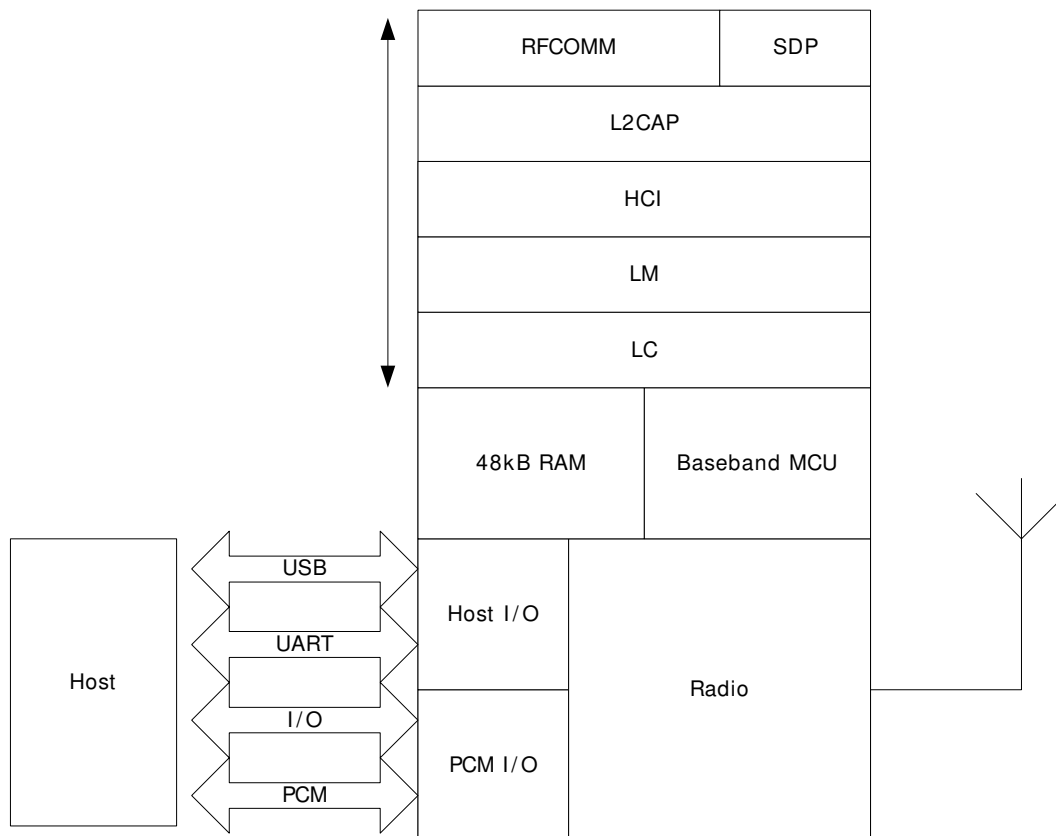 RFCOMM
SDP
L2CAP
HCI
LM
LC
48kB RAM
Baseband MCU
USB
UART
I/O
PCM
Host
Host I/O
PCM I/O
Radio